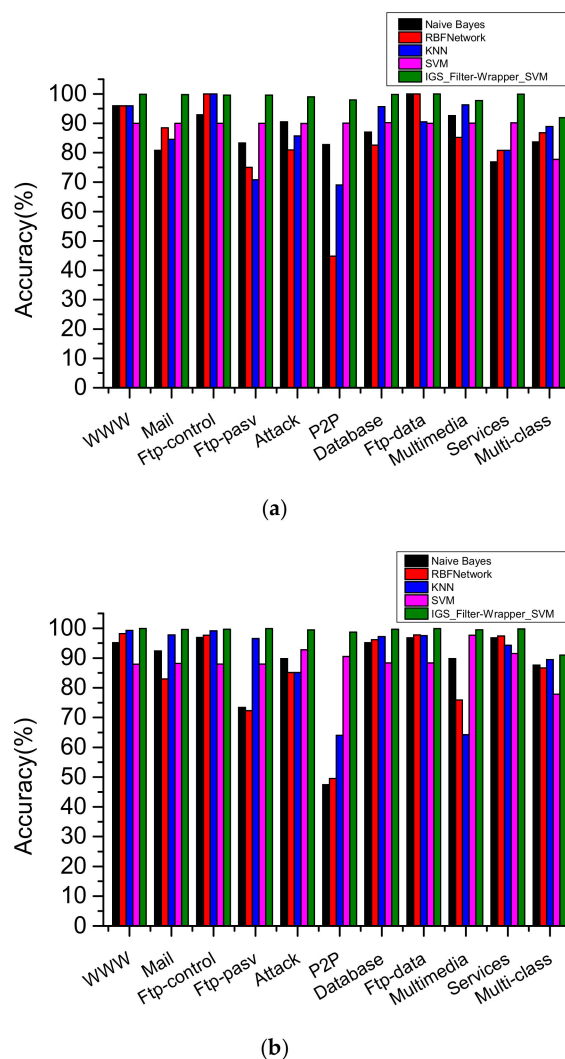 Naive Bayes
RBFNetwork
KNN
SVM
IGS_Filter-Wrapper_SVM
100
90
80
70
60
50
40
30
20
10
0
Accuracy(%)
WWW
Mail
Ftp-control
Ftp-pasv
Attack
P2P
Database
Ftp-data
Multimedia
Services
Multi-class
(a)
Naive Bayes
RBFNetwork
KNN
SVM
IGS_Filter-Wrapper_SVM
100
90
80
70
60
50
40
30
20
10
0
Accuracy(%)
WWW
Mail
Ftp-control
Ftp-pasv
Attack
P2P
Database
Ftp-data
Multimedia
Services
Multi-class
(b)